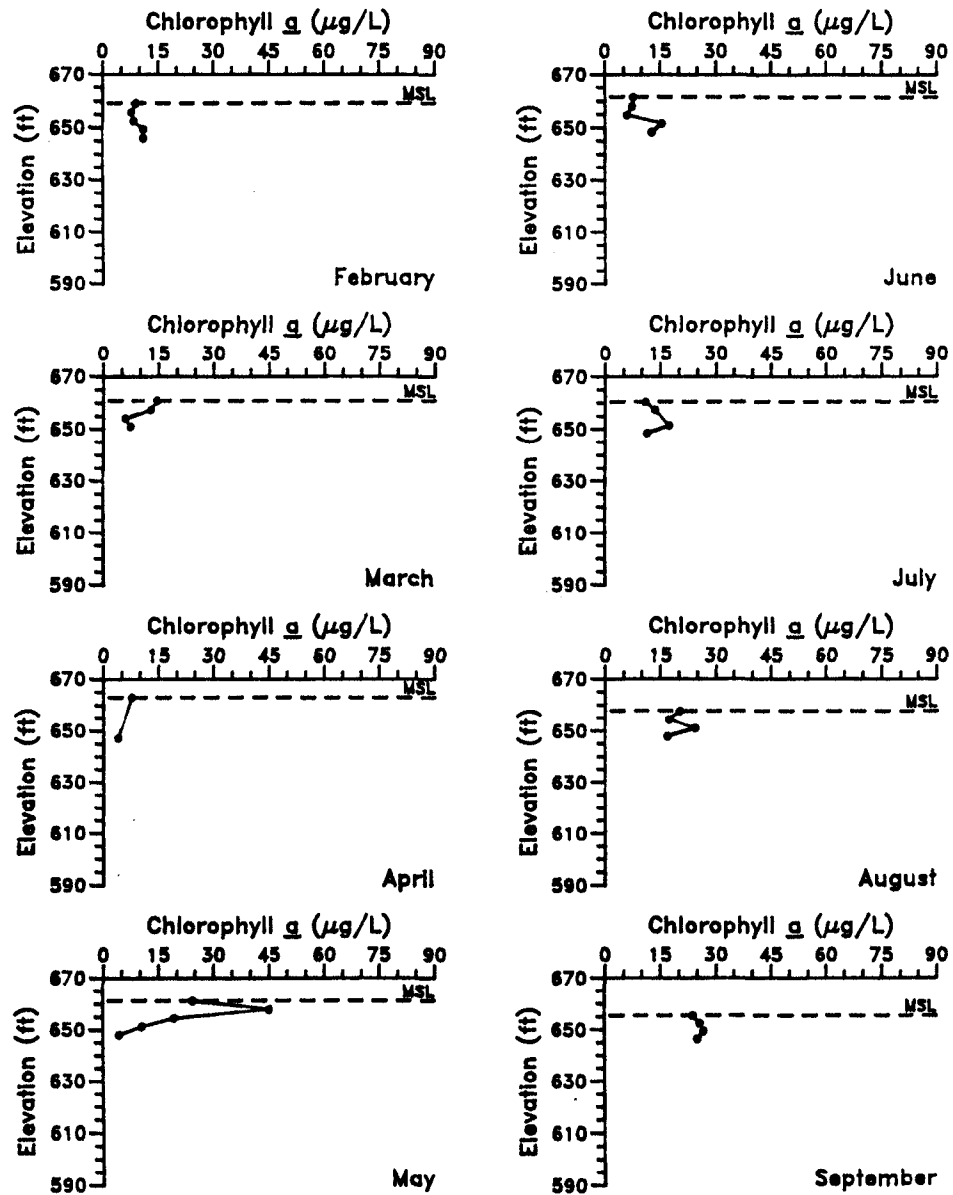 Chlorophyll a (μg/L)
0 15 30 45 60 75 90
670
650
630
610
590
Elevation (ft)
MSL
February
Chlorophyll a (μg/L)
0 15 30 45 60 75 90
670
650
630
610
590
Elevation (ft)
MSL
March
Chlorophyll a (μg/L)
0 15 30 45 60 75 90
670
650
630
610
590
Elevation (ft)
MSL
April
Chlorophyll a (μg/L)
0 15 30 45 60 75 90
670
650
630
610
590
Elevation (ft)
MSL
May
Chlorophyll a (μg/L)
0 15 30 45 60 75 90
670
650
630
610
590
Elevation (ft)
MSL
June
Chlorophyll a (μg/L)
0 15 30 45 60 75 90
670
650
630
610
590
Elevation (ft)
MSL
July
Chlorophyll a (μg/L)
0 15 30 45 60 75 90
670
650
630
610
590
Elevation (ft)
MSL
August
Chlorophyll a (μg/L)
0 15 30 45 60 75 90
670
650
630
610
590
Elevation (ft)
MSL
September